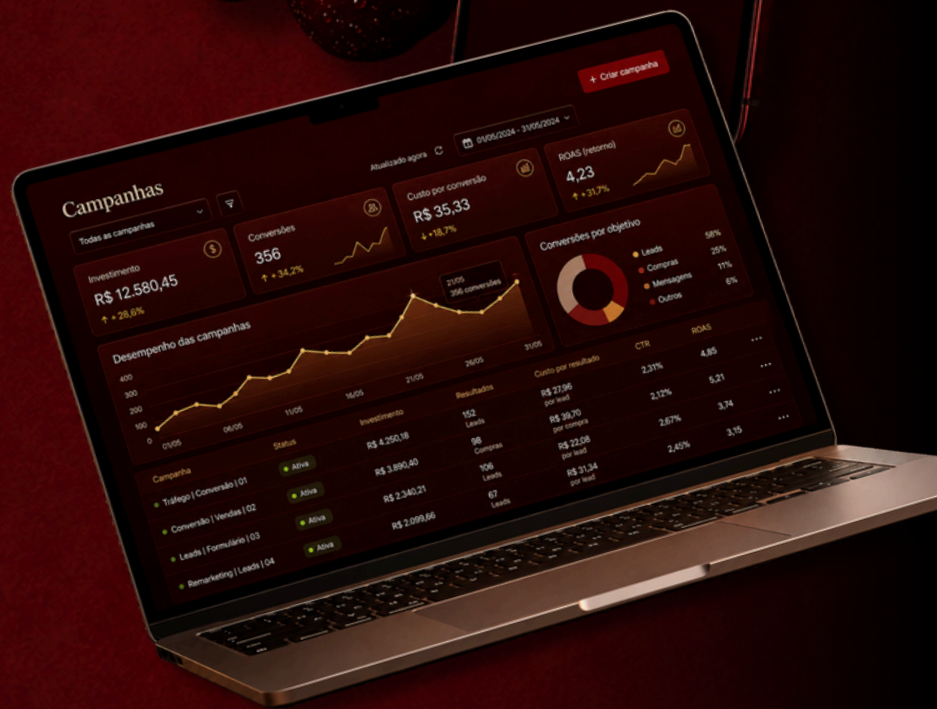 + Criar campanha
Atualizado agora
01/05/2024 - 31/05/2024
Campanhas
Todas as campanhas
Investimento
R$ 12.580,45
↑ + 28,6%
Conversões
356
↑ + 34,2%
Custo por conversão
R$ 35,33
↓ +18,7%
ROAS (retorno)
4,23
↑ +31,7%
Desempenho das campanhas
400
300
200
100
0
01/05
06/05
11/05
16/05
21/05
26/05
31/05
21/05
356 conversões
Conversões por objetivo
Leads 58%
Compras 25%
Mensagens 11%
Outros 6%
Campanha Status Investimento Resultados Custo por resultado CTR ROAS
Tráfego | Conversão | 01 Ativa R$ 4.250,18 152 R$ 27,96 2,31% 4,85 ...
Leads por lead
Conversão | Vendas | 02 Ativa R$ 3.890,40 98 R$ 39,70 2,12% 5,21 ...
Compras por compra
Leads | Formulário | 03 Ativa R$ 2.340,21 106 R$ 22,08 2,67% 3,74 ...
Leads por lead
Remarketing | Leads | 04 Ativa R$ 2.099,66 67 R$ 31,34 2,45% 3,15 ...
Leads por lead